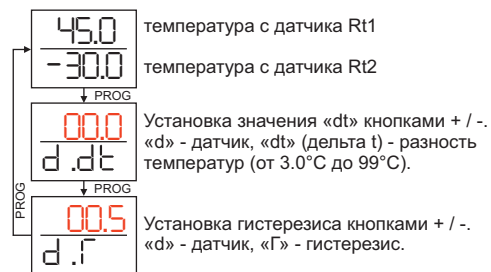 45.0
температура с датчика Rt1
-30.0
температура с датчика Rt2
PROG
00.0
d .dt
Установка значения «dt» кнопками + / -.
«d» - датчик, «dt» (дельта t) - разность
температур (от 3.0°C до 99°C).
PROG
PROG
00.5
d .Г
Установка гистерезиса кнопками + / -.
«d» - датчик, «Г» - гистерезис.